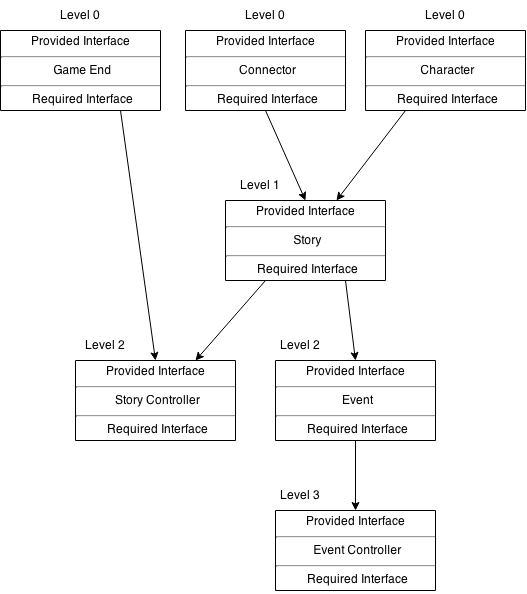 Level 0
Level 0
Level 0
Provided Interface
Game End
Required Interface
Provided Interface
Connector
Required Interface
Provided Interface
Character
Required Interface
Level 1
Provided Interface
Story
Required Interface
Level 2
Provided Interface
Story Controller
Required Interface
Level 2
Provided Interface
Event
Required Interface
Level 3
Provided Interface
Event Controller
Required Interface